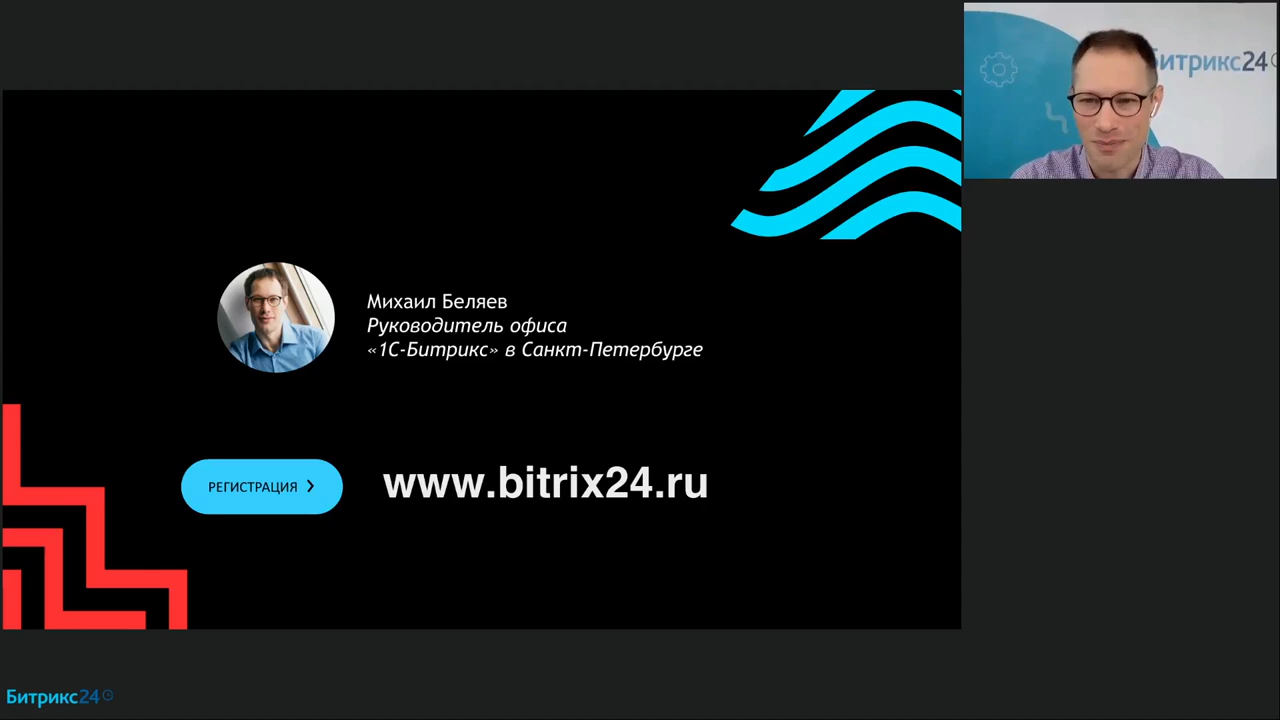 Битрикс24
Михаил Беляев
Руководитель офиса
«1С-Битрикс» в Санкт-Петербурге
РЕГИСТРАЦИЯ
www.bitrix24.ru
Битрикс24